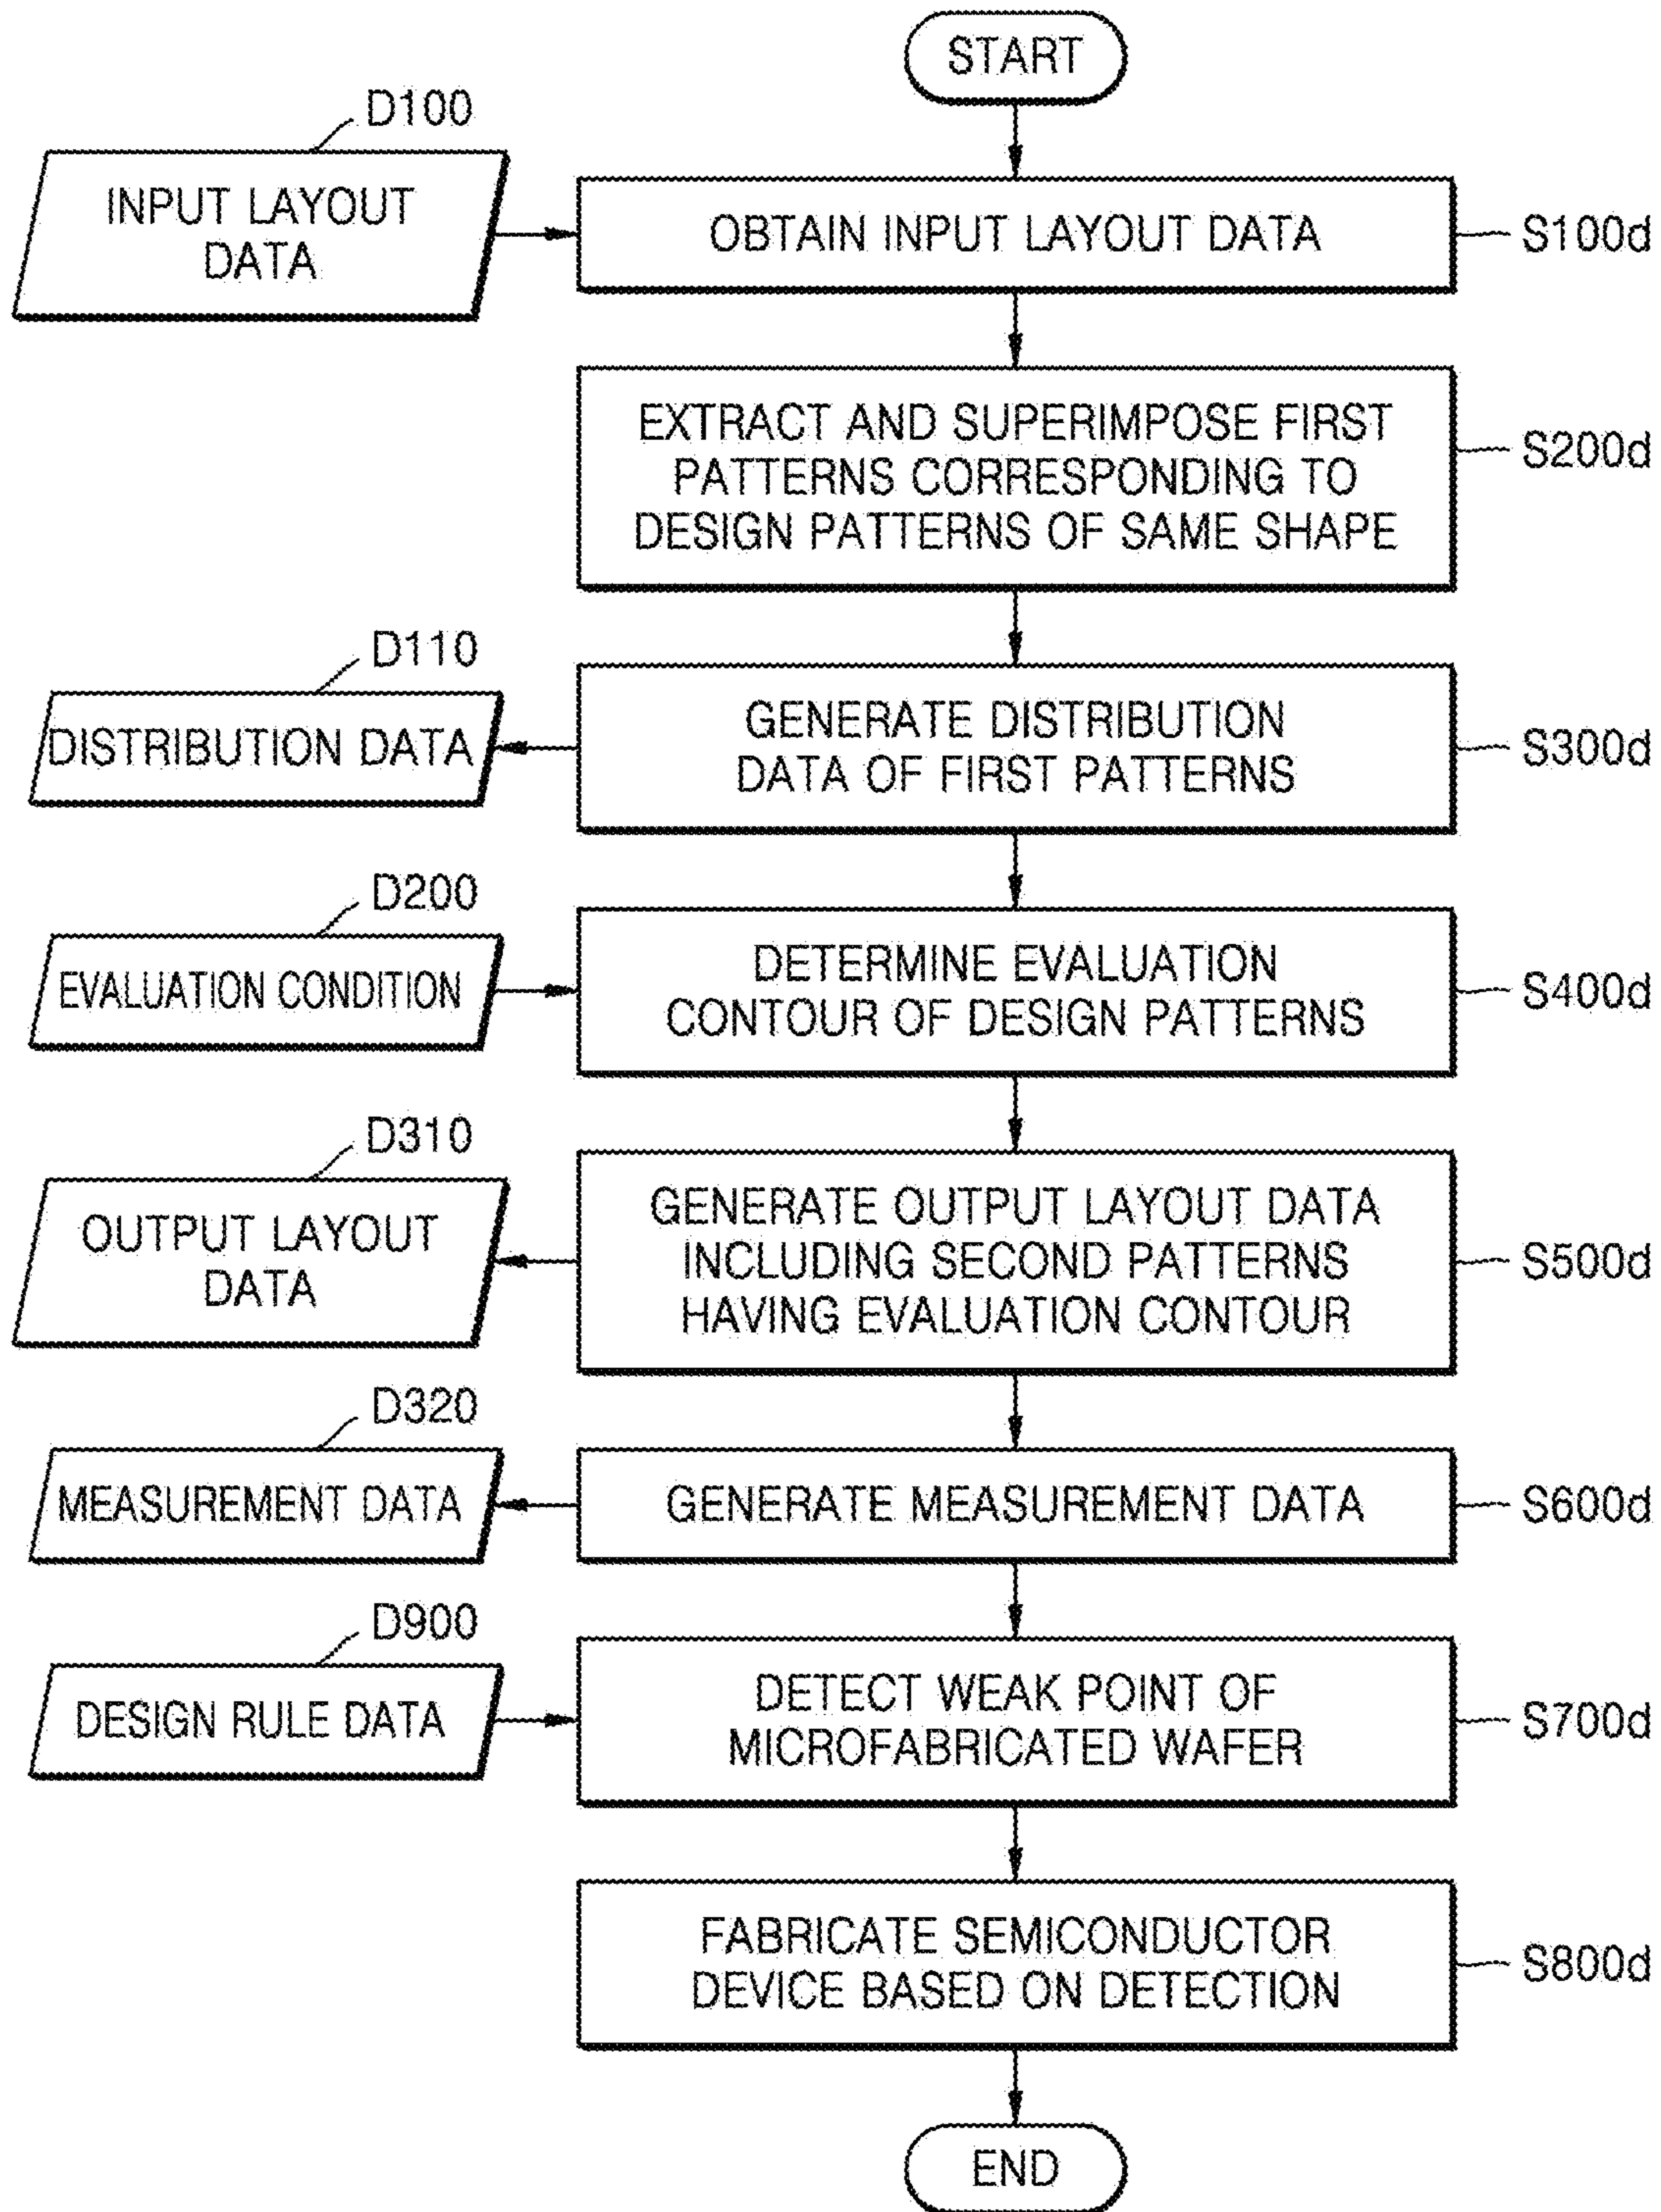 START
D100
INPUT LAYOUT
DATA
OBTAIN INPUT LAYOUT DATA
S100d
EXTRACT AND SUPERIMPOSE FIRST
PATTERNS CORRESPONDING TO
DESIGN PATTERNS OF SAME SHAPE
S200d
D110
DISTRIBUTION DATA
GENERATE DISTRIBUTION
DATA OF FIRST PATTERNS
S300d
D200
EVALUATION CONDITION
DETERMINE EVALUATION
CONTOUR OF DESIGN PATTERNS
S400d
D310
OUTPUT LAYOUT
DATA
GENERATE OUTPUT LAYOUT DATA
INCLUDING SECOND PATTERNS
HAVING EVALUATION CONTOUR
S500d
D320
MEASUREMENT DATA
GENERATE MEASUREMENT DATA
S600d
D900
DESIGN RULE DATA
DETECT WEAK POINT OF
MICROFABRICATED WAFER
S700d
FABRICATE SEMICONDUCTOR
DEVICE BASED ON DETECTION
S800d
END